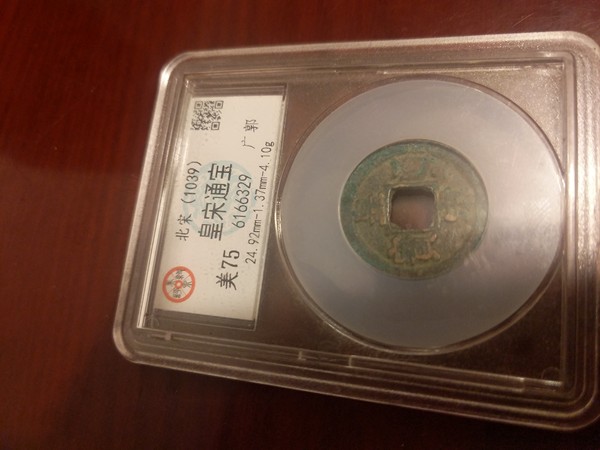 北宋 (1039)
皇宋通宝
广郭
美75 6166329
24.92mm-1.37mm-4.10g